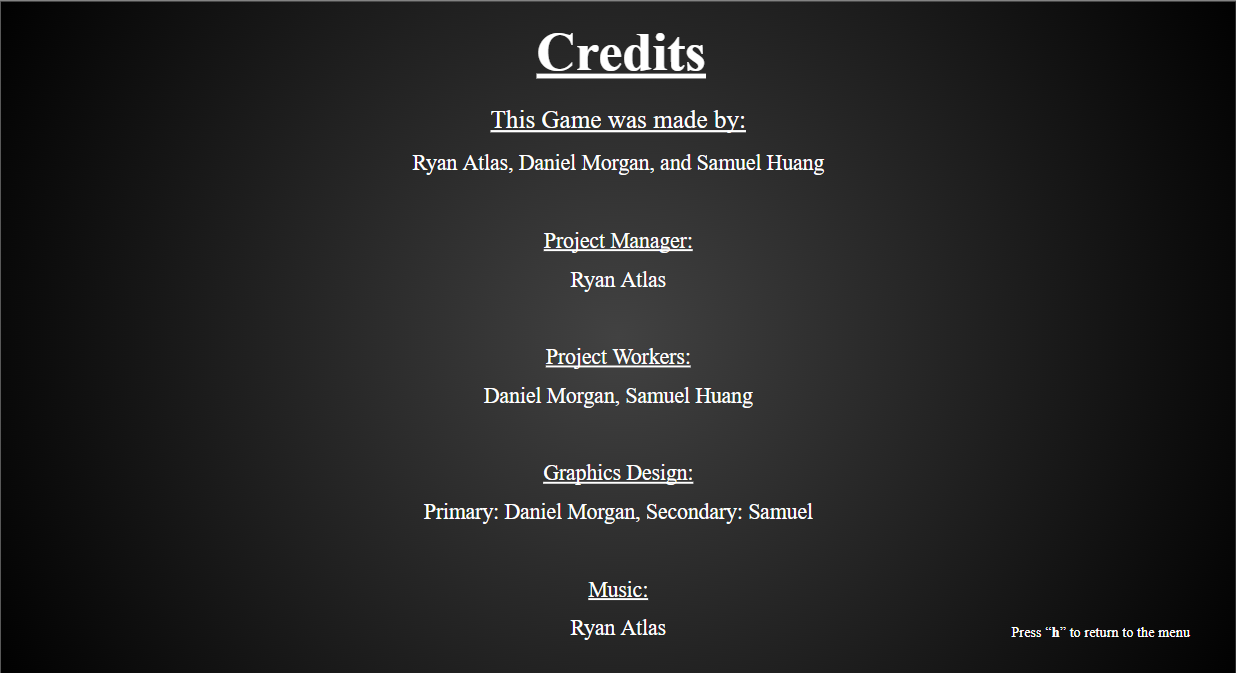 Credits
This Game was made by:
Ryan Atlas, Daniel Morgan, and Samuel Huang
Project Manager:
Ryan Atlas
Project Workers:
Daniel Morgan, Samuel Huang
Graphics Design:
Primary: Daniel Morgan, Secondary: Samuel
Music:
Ryan Atlas
Press “h” to return to the menu